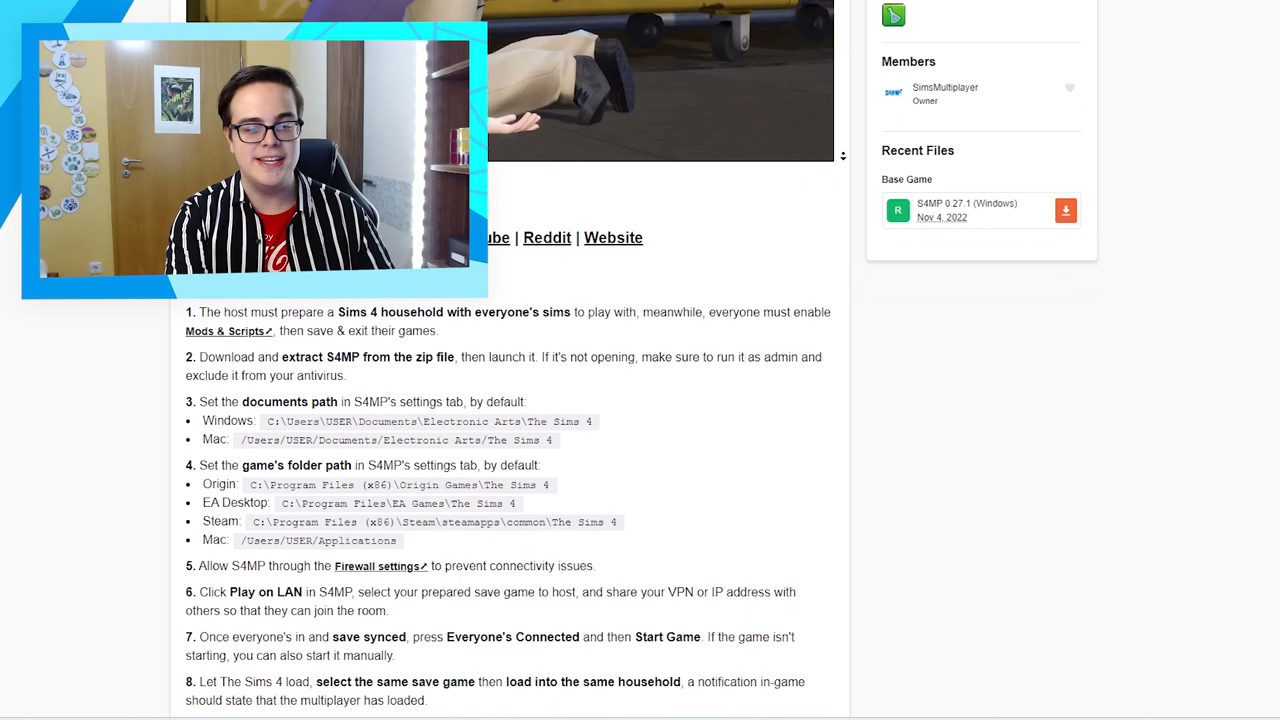 Members
SimsMultiplayer
Owner
Recent Files
Base Game
R
S4MP 0.27.1 (Windows)
Nov 4, 2022
ube | Reddit | Website
1. The host must prepare a Sims 4 household with everyone's sims to play with, meanwhile, everyone must enable
Mods & Scripts↗, then save & exit their games.
2. Download and extract S4MP from the zip file, then launch it. If it's not opening, make sure to run it as admin and
exclude it from your antivirus.
3. Set the documents path in S4MP's settings tab, by default:
• Windows: C:\Users\USER\Documents\Electronic Arts\The Sims 4
• Mac: /Users/USER/Documents/Electronic Arts/The Sims 4
4. Set the game's folder path in S4MP's settings tab, by default:
• Origin: C:\Program Files (x86)\Origin Games\The Sims 4
• EA Desktop: C:\Program Files\EA Games\The Sims 4
• Steam: C:\Program Files (x86)\Steam\steamapps\common\The Sims 4
• Mac: /Users/USER/Applications
5. Allow S4MP through the Firewall settings↗ to prevent connectivity issues.
6. Click Play on LAN in S4MP, select your prepared save game to host, and share your VPN or IP address with
others so that they can join the room.
7. Once everyone's in and save synced, press Everyone's Connected and then Start Game. If the game isn't
starting, you can also start it manually.
8. Let The Sims 4 load, select the same save game then load into the same household, a notification in-game
should state that the multiplayer has loaded.